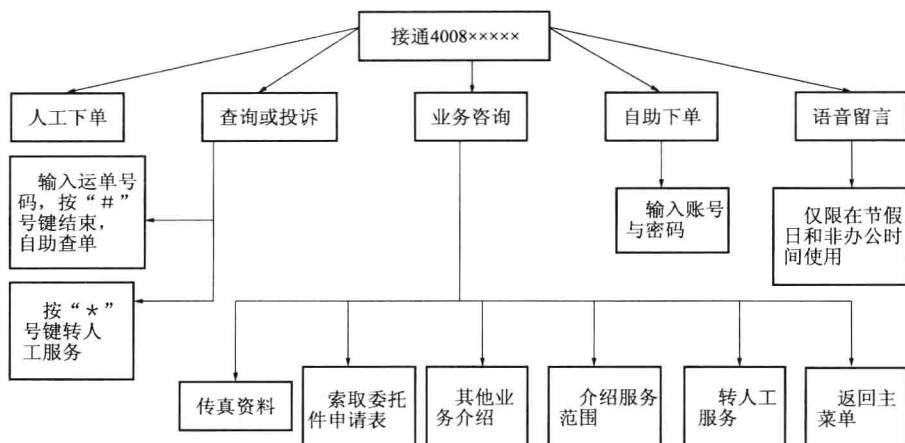 接通4008×××××
人工下单
查询或投诉
业务咨询
自助下单
语音留言
输入运单号
码，按“#”
号键结束，
自助查单
输入账号
与密码
仅限在节假
日和非办公时
间使用
按“*”
号键转人
工服务
传真资料
索取委托
件申请表
其他业
务介绍
介绍服务
范围
转人工
服务
返回主
菜单